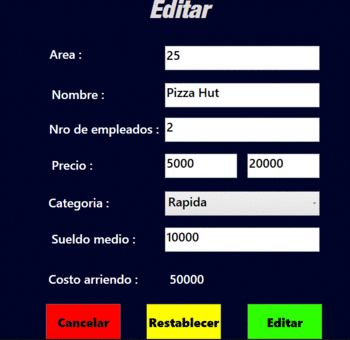 Editar
Area : 25
Nombre : Pizza Hut
Nro de empleados : 2
Precio : 5000 20000
Categoria : Rapida
Sueldo medio : 10000
Costo arriendo : 50000
Cancelar Restablecer Editar